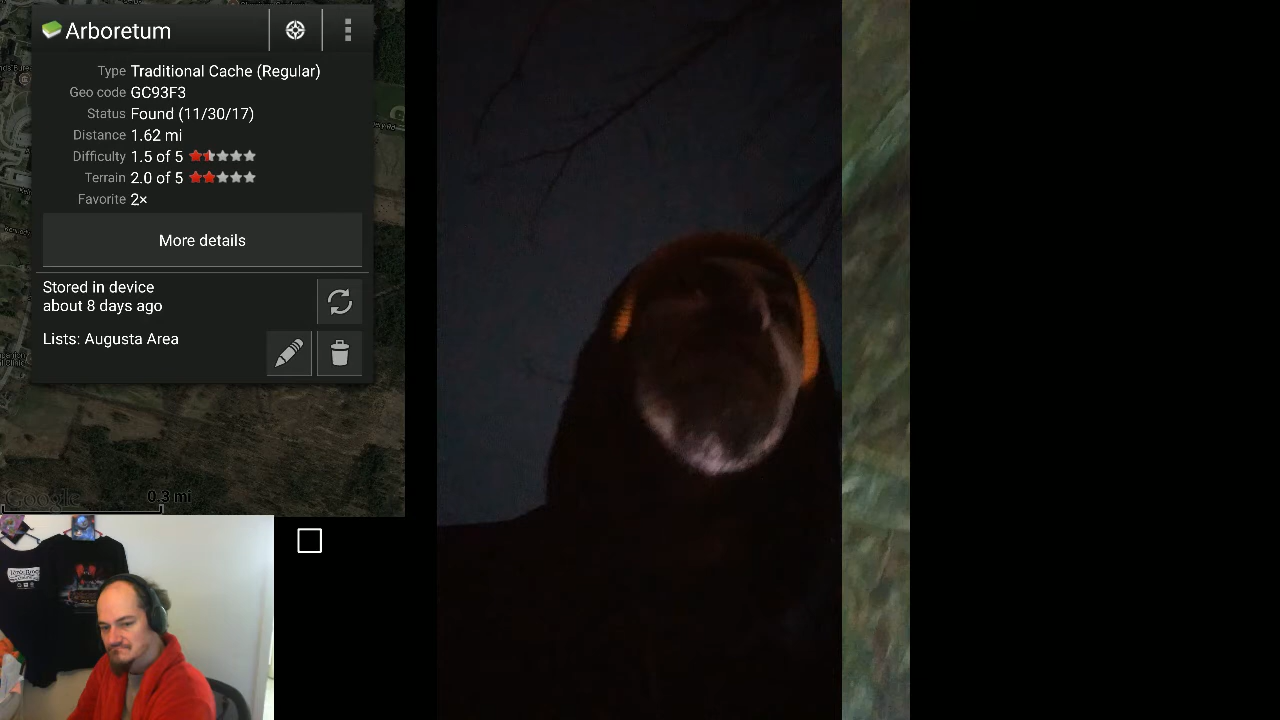 Arboretum
Type Traditional Cache (Regular)
Geo code GC93F3
Status Found (11/30/17)
Distance 1.62 mi
Difficulty 1.5 of 5
Terrain 2.0 of 5
Favorite 2×
More details
Stored in device
about 8 days ago
Lists: Augusta Area
Google
0.3 mi